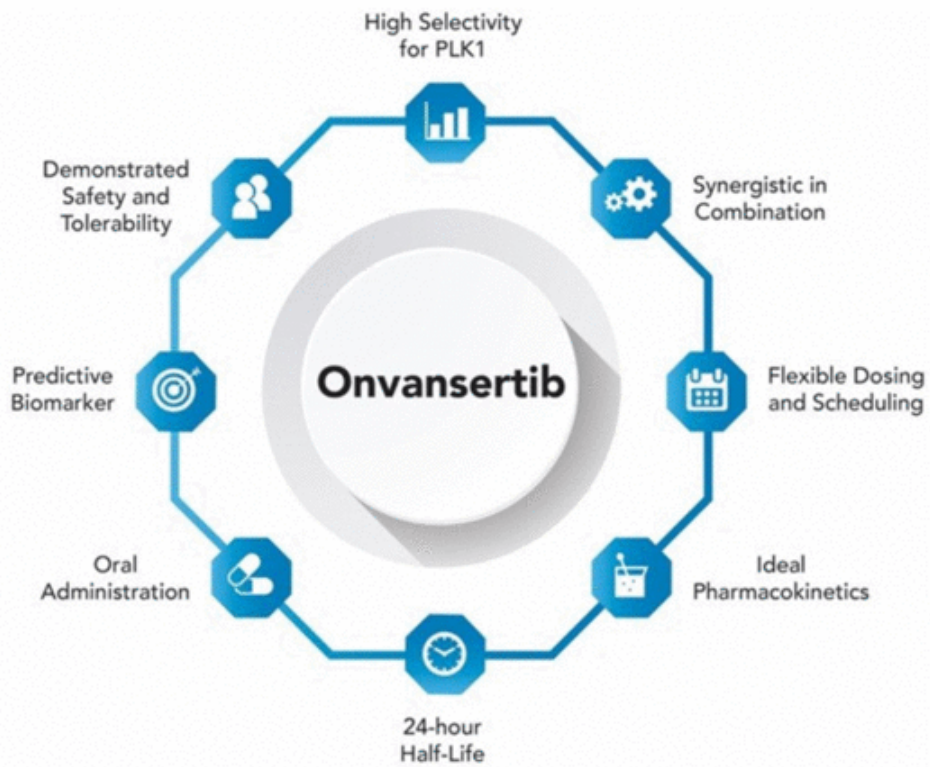 High Selectivity
for PLK1
Demonstrated
Safety and
Tolerability
Synergistic in
Combination
Predictive
Biomarker
Onvansertib
Flexible Dosing
and Scheduling
Oral
Administration
Ideal
Pharmacokinetics
24-hour
Half-Life